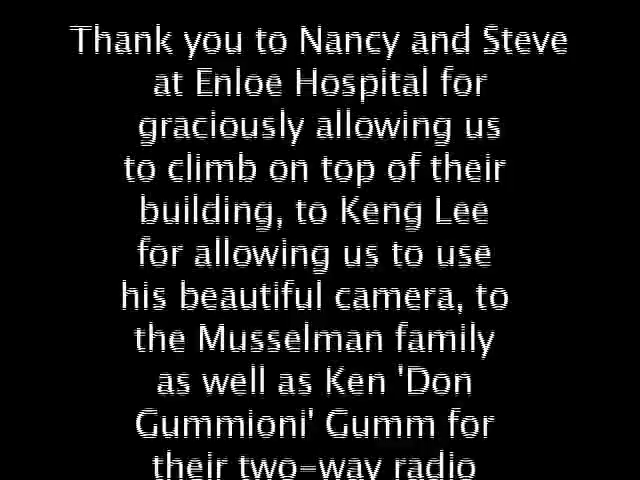 Thank you to Nancy and Steve
at Enloe Hospital for
graciously allowing us
to climb on top of their
building, to Keng Lee
for allowing us to use
his beautiful camera, to
the Musselman family
as well as Ken 'Don
Gummioni' Gumm for
their two-way radio